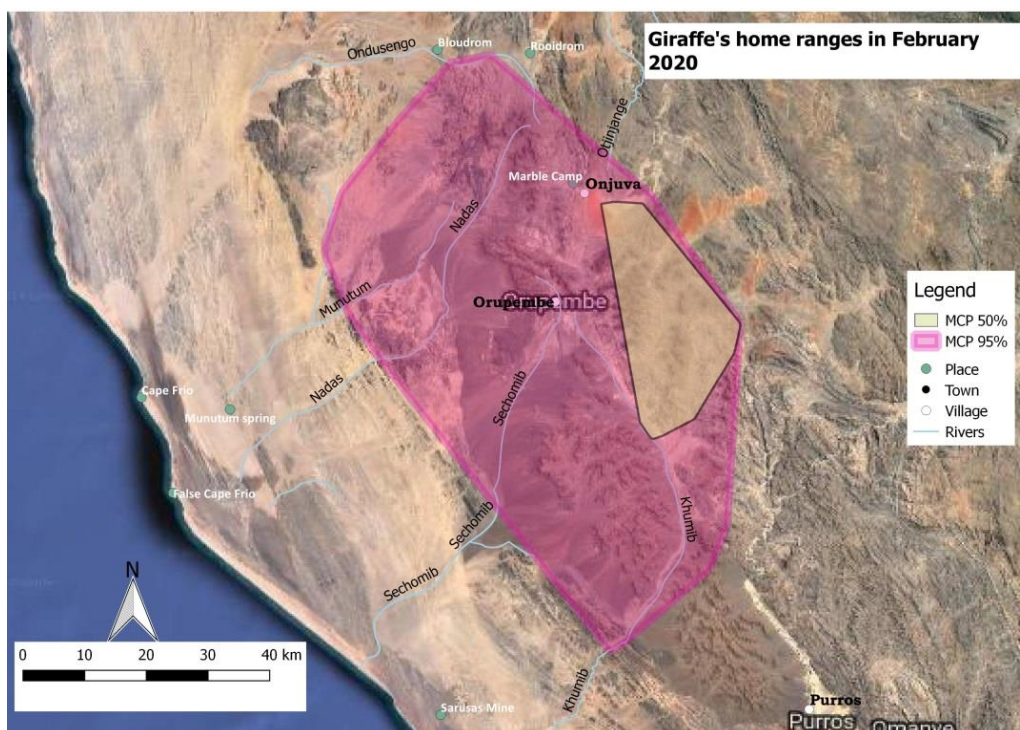 Giraffe's home ranges in February
2020
Bloudrom
Rooidrom
Ondusengo
Otjinjange
Marble Camp
Onjuva
Nadas
Orupembe
Orupembe
Munutum
Nadas
Cape Frio
Munutum spring
Sechomib
False Cape Frio
Sechomib
Khumib
Sechomib
Khumib
Sarusas Mine
Purros
Purros
Omanye
Legend
MCP 50%
MCP 95%
Place
Town
Village
Rivers
N
0 10 20 30 40 km